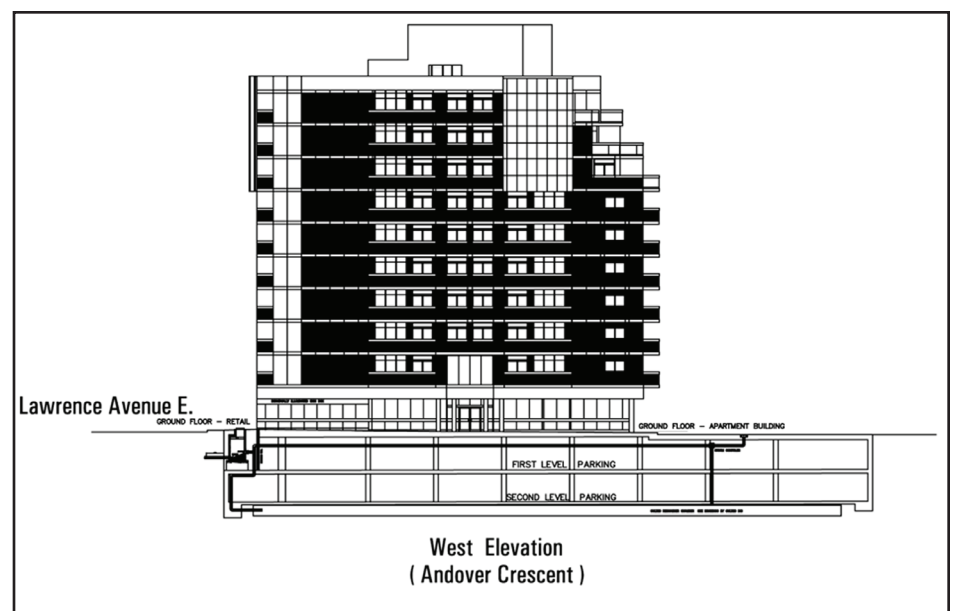 Lawrence Avenue E.
GROUND FLOOR - RETAIL
GROUND FLOOR - APARTMENT BUILDING
FIRST LEVEL PARKING
SECOND LEVEL PARKING
West Elevation
( Andover Crescent )